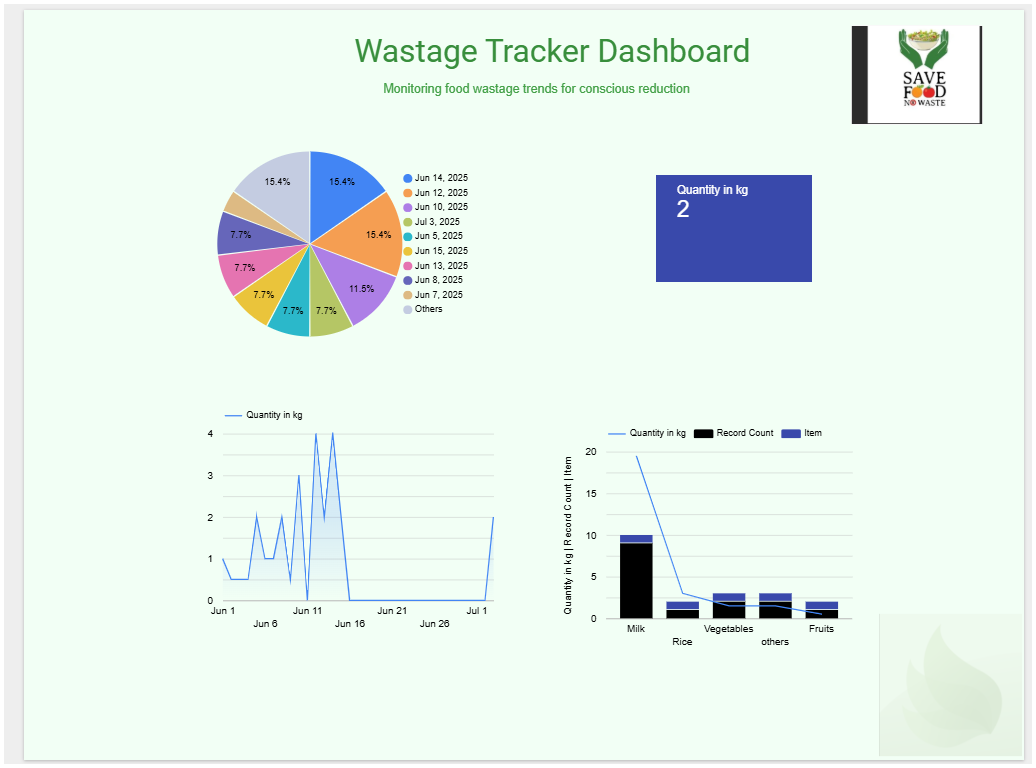 Wastage Tracker Dashboard
Monitoring food wastage trends for conscious reduction
SAVE
FOOD
NO WASTE
15.4%
15.4%
15.4%
11.5%
7.7%
7.7%
7.7%
7.7%
7.7%
Jun 14, 2025
Jun 12, 2025
Jun 10, 2025
Jul 3, 2025
Jun 5, 2025
Jun 15, 2025
Jun 13, 2025
Jun 8, 2025
Jun 7, 2025
Others
Quantity in kg
2
Quantity in kg
4
3
2
1
0
Jun 1
Jun 6
Jun 11
Jun 16
Jun 21
Jun 26
Jul 1
Quantity in kg Record Count Item
Quantity in kg | Record Count | Item
20
15
10
5
0
Milk
Rice
Vegetables
others
Fruits